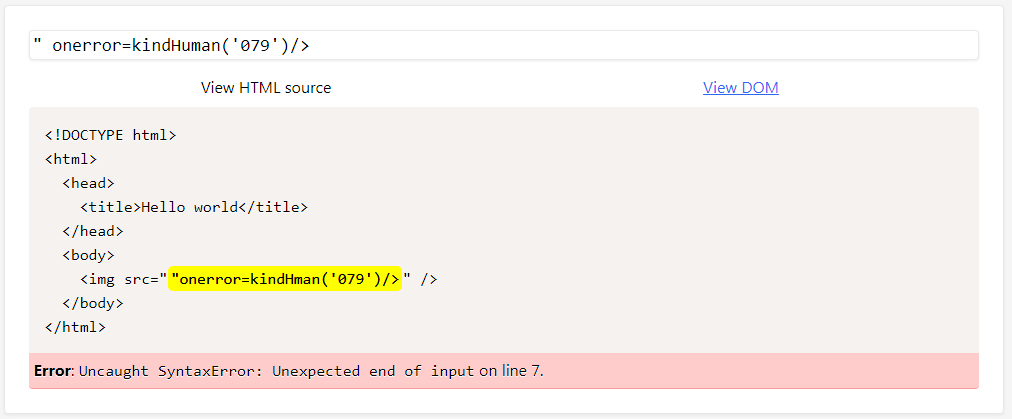 " onerror=kindHuman('079')/>
View HTML source View DOM
<!DOCTYPE html>
<html>
<head>
<title>Hello world</title>
</head>
<body>
<img src=" "onerror=kindHman('079')/> " />
</body>
</html>
Error: Uncaught SyntaxError: Unexpected end of input on line 7.